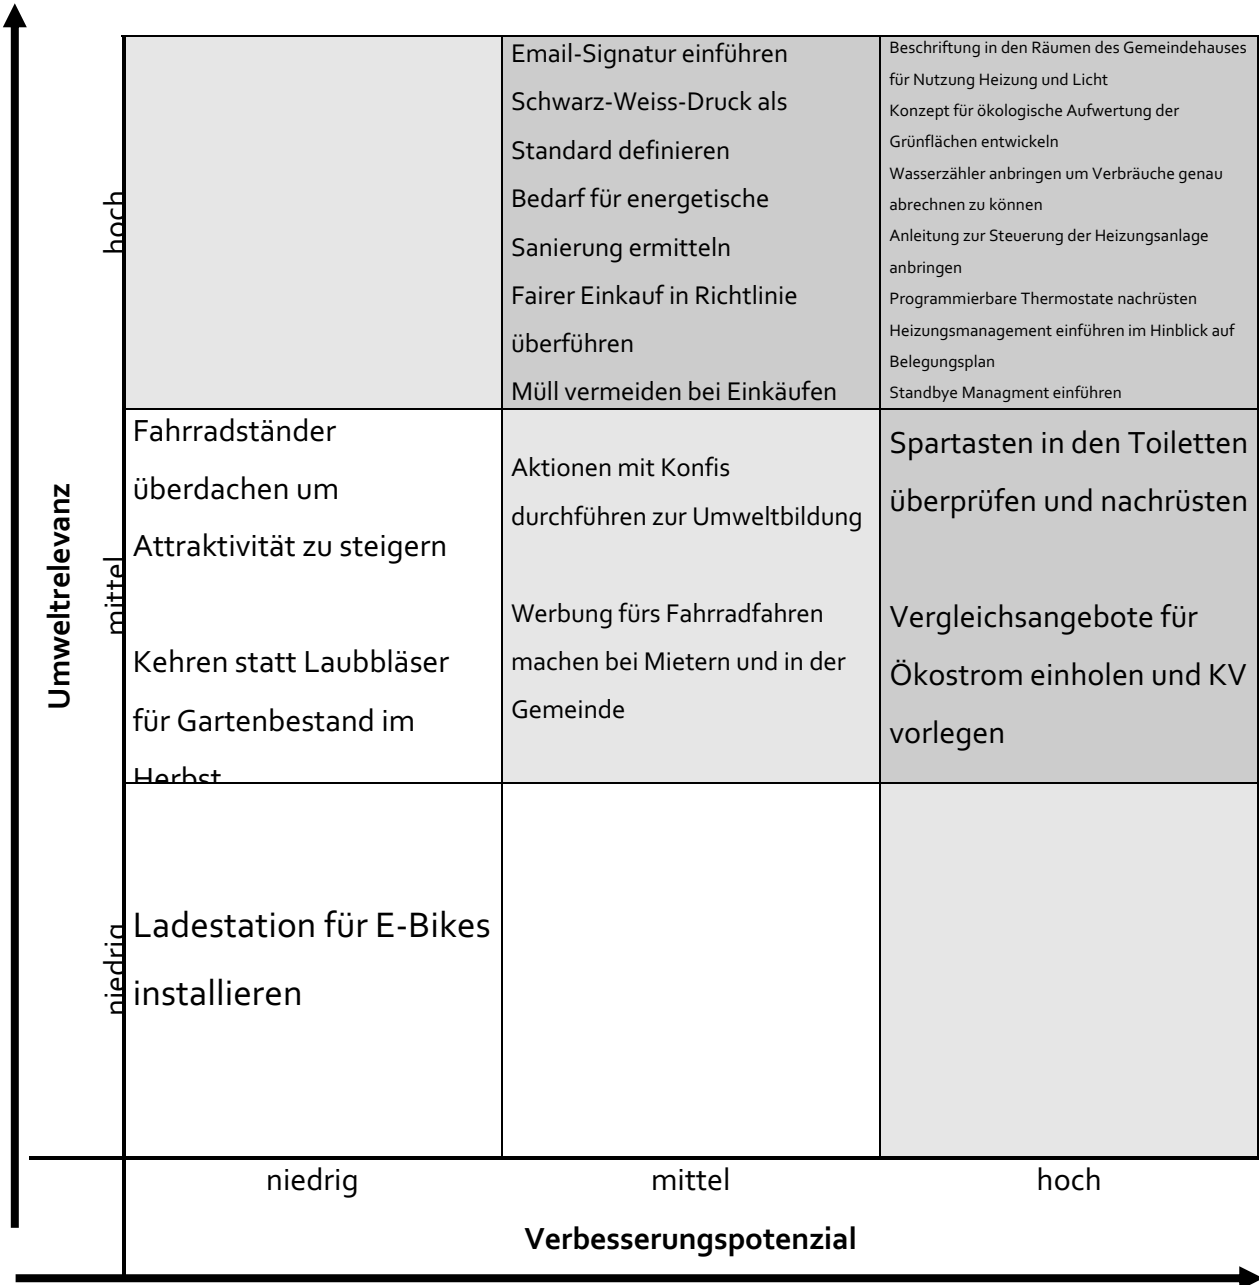 Umweltrelevanz
hoch
Email-Signatur einführen
Schwarz-Weiss-Druck als
Standard definieren
Bedarf für energetische
Sanierung ermitteln
Fairer Einkauf in Richtlinie
überführen
Müll vermeiden bei Einkäufen
Beschriftung in den Räumen des Gemeindehauses
für Nutzung Heizung und Licht
Konzept für ökologische Aufwertung der
Grünflächen entwickeln
Wasserzähler anbringen um Verbräuche genau
abrechnen zu können
Anleitung zur Steuerung der Heizungsanlage
anbringen
Programmierbare Thermostate nachrüsten
Heizungsmanagement einführen im Hinblick auf
Belegungsplan
Standbye Managment einführen
mittel
Fahrradständer
überdachen um
Attraktivität zu steigern
Kehren statt Laubbläser
für Gartenbestand im
Herbst
Aktionen mit Konfis
durchführen zur Umweltbildung
Werbung fürs Fahrradfahren
machen bei Mietern und in der
Gemeinde
Spartasten in den Toiletten
überprüfen und nachrüsten
Vergleichsangebote für
Ökostrom einholen und KV
vorlegen
niedrig
Ladestation für E-Bikes
installieren
niedrig
mittel
hoch
Verbesserungspotenzial